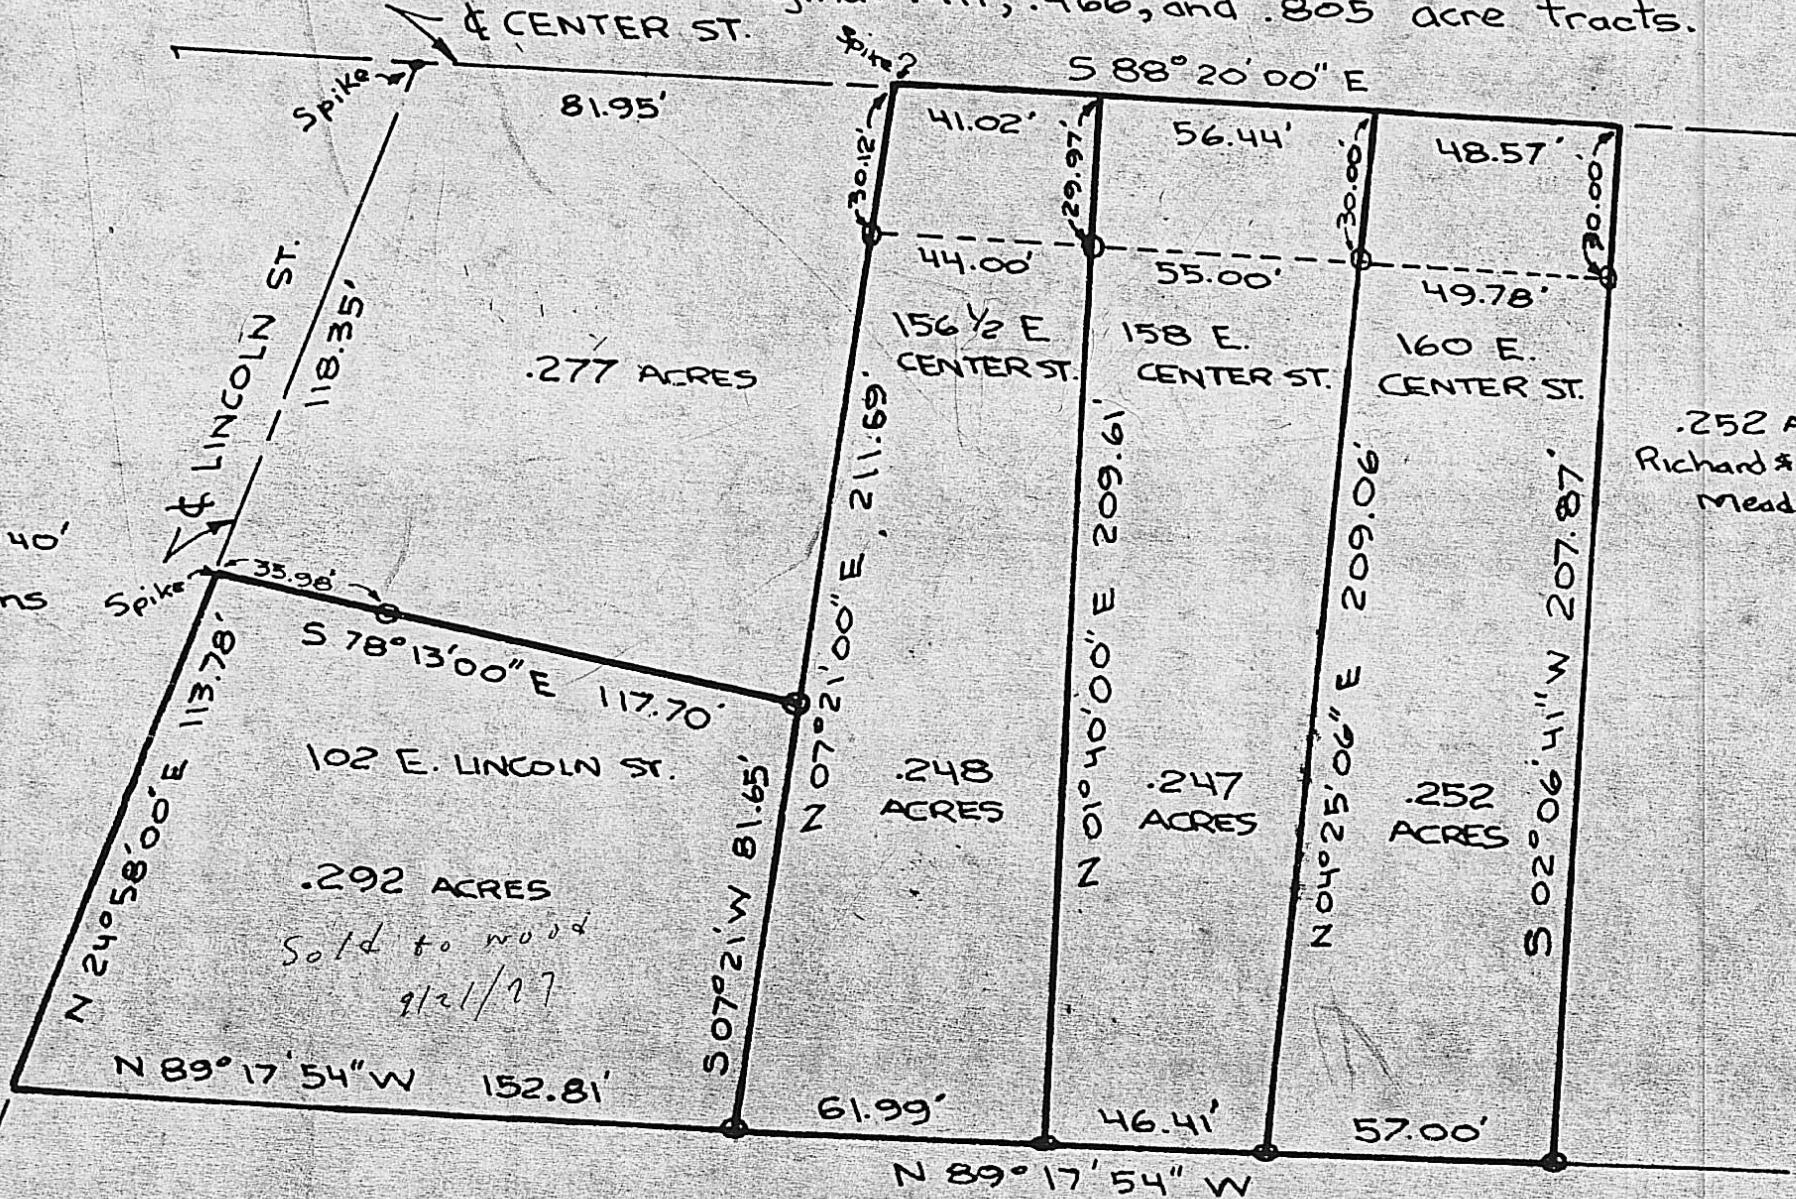 ℄ CENTER ST.
.466, and .805 acre tracts.
Spike
Spike?
S 88° 20' 00" E
81.95'
41.02'
56.44'
48.57'
30.12'
29.97'
30.00'
30.00'
44.00'
55.00'
49.78'
℄ LINCOLN ST.
118.35'
.277 ACRES
156 1/2 E
CENTER ST.
158 E.
CENTER ST.
160 E.
CENTER ST.
.252 A
Richard &
Mead
40'
ns
Spike
35.98'
S 78° 13' 00" E 117.70'
N 07° 21' 00" E, 211.69'
N 01° 40' 00" E 209.61'
N 04° 25' 06" E 209.06'
S 02° 06' 41" W 207.87'
N 24° 58' 00" E 113.78'
102 E. LINCOLN ST.
S 07° 21' W 81.65'
.248
ACRES
.247
ACRES
.252
ACRES
.292 ACRES
Sold to wood
9/21/77
N 89° 17' 54" W 152.81'
61.99'
46.41'
57.00'
N 89° 17' 54" W